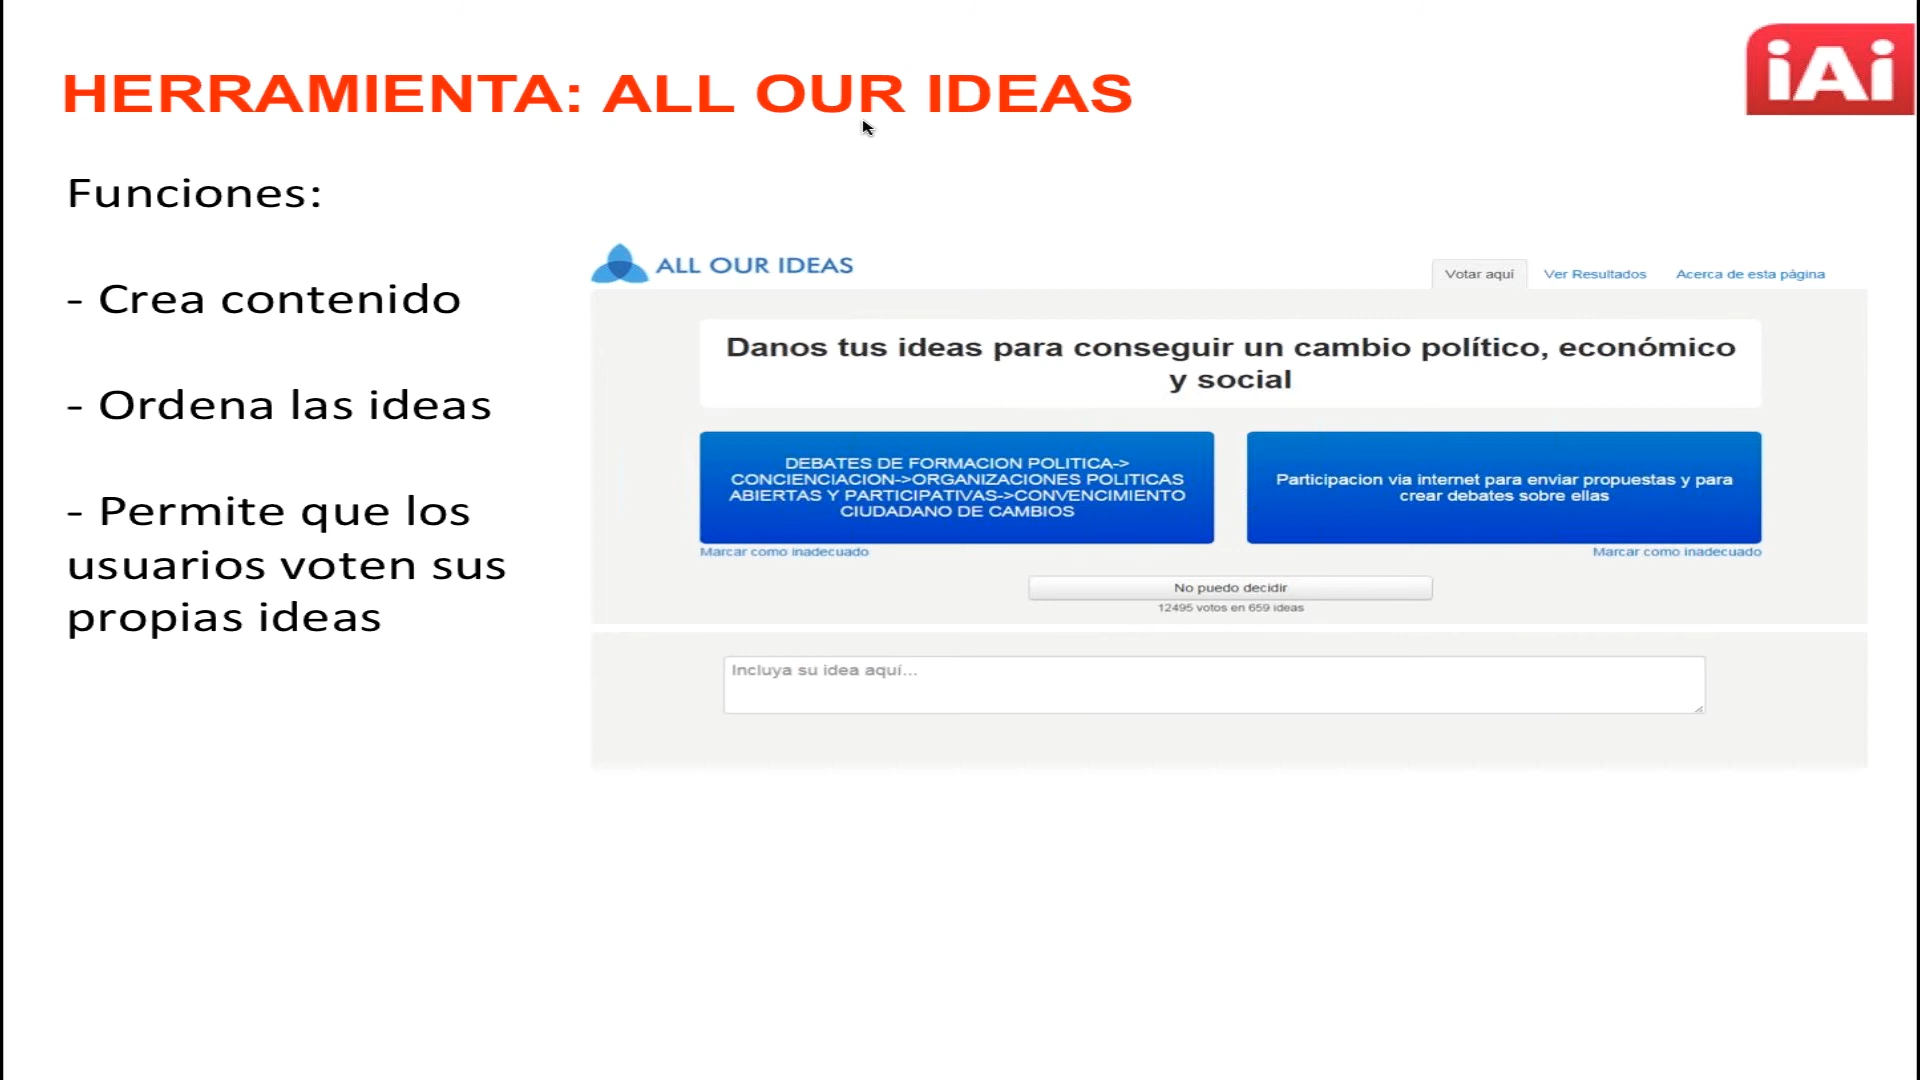 HERRAMIENTA: ALL OUR IDEAS
iAi
Funciones:
- Crea contenido
- Ordena las ideas
- Permite que los
usuarios voten sus
propias ideas
ALL OUR IDEAS
Votar aquí
Ver Resultados
Acerca de esta página
Danos tus ideas para conseguir un cambio político, económico
y social
DEBATES DE FORMACION POLITICA->
CONCIENCIACION->ORGANIZACIONES POLITICAS
ABIERTAS Y PARTICIPATIVAS->CONVENCIMIENTO
CIUDADANO DE CAMBIOS
Participacion via internet para enviar propuestas y para
crear debates sobre ellas
Marcar como inadecuado
Marcar como inadecuado
No puedo decidir
12495 votos en 659 ideas
Incluya su idea aquí...